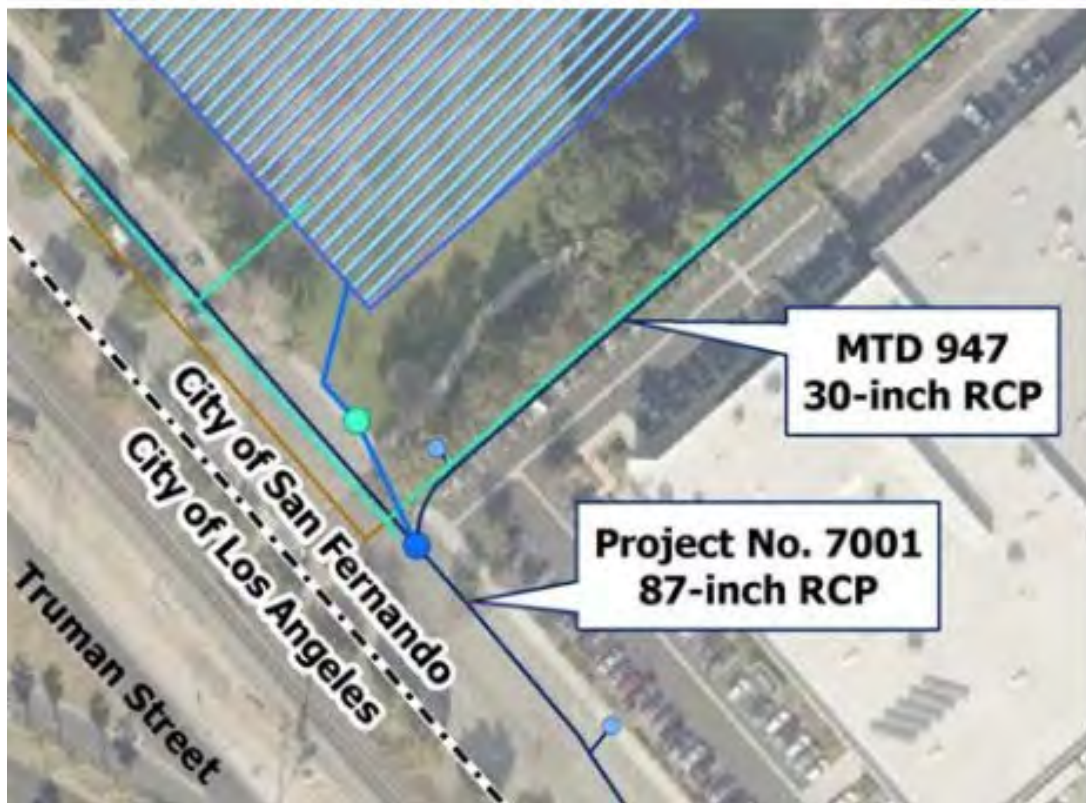 MTD 947
30-inch RCP
City of San Fernando
City of Los Angeles
Project No. 7001
87-inch RCP
Truman Street